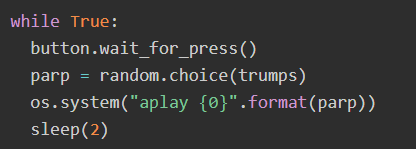 while True:
  button.wait_for_press()
  parp = random.choice(trumps)
  os.system("aplay {0}".format(parp))
  sleep(2)